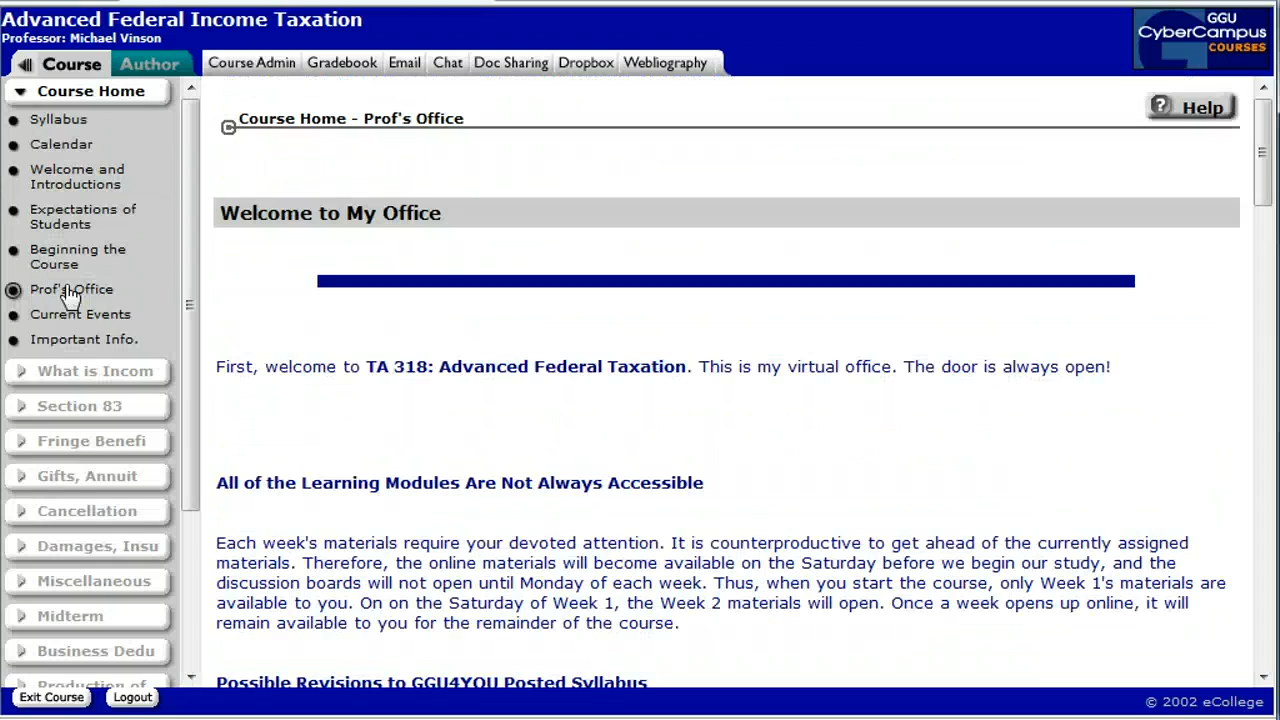 Advanced Federal Income Taxation
Professor: Michael Vinson
GGU
CyberCampus
COURSES
Course
Author
Course Admin
Gradebook
Email
Chat
Doc Sharing
Dropbox
Webliography
Course Home
Syllabus
Calendar
Welcome and
Introductions
Expectations of
Students
Beginning the
Course
Prof's Office
Current Events
Important Info.
What is Incom
Section 83
Fringe Benefi
Gifts, Annuit
Cancellation
Damages, Insu
Miscellaneous
Midterm
Business Dedu
Production of
Exit Course
Logout
Course Home - Prof's Office
Help
Welcome to My Office
First, welcome to TA 318: Advanced Federal Taxation. This is my virtual office. The door is always open!
All of the Learning Modules Are Not Always Accessible
Each week's materials require your devoted attention. It is counterproductive to get ahead of the currently assigned
materials. Therefore, the online materials will become available on the Saturday before we begin our study, and the
discussion boards will not open until Monday of each week. Thus, when you start the course, only Week 1's materials are
available to you. On on the Saturday of Week 1, the Week 2 materials will open. Once a week opens up online, it will
remain available to you for the remainder of the course.
Possible Revisions to GGU4YOU Posted Syllabus
© 2002 eCollege